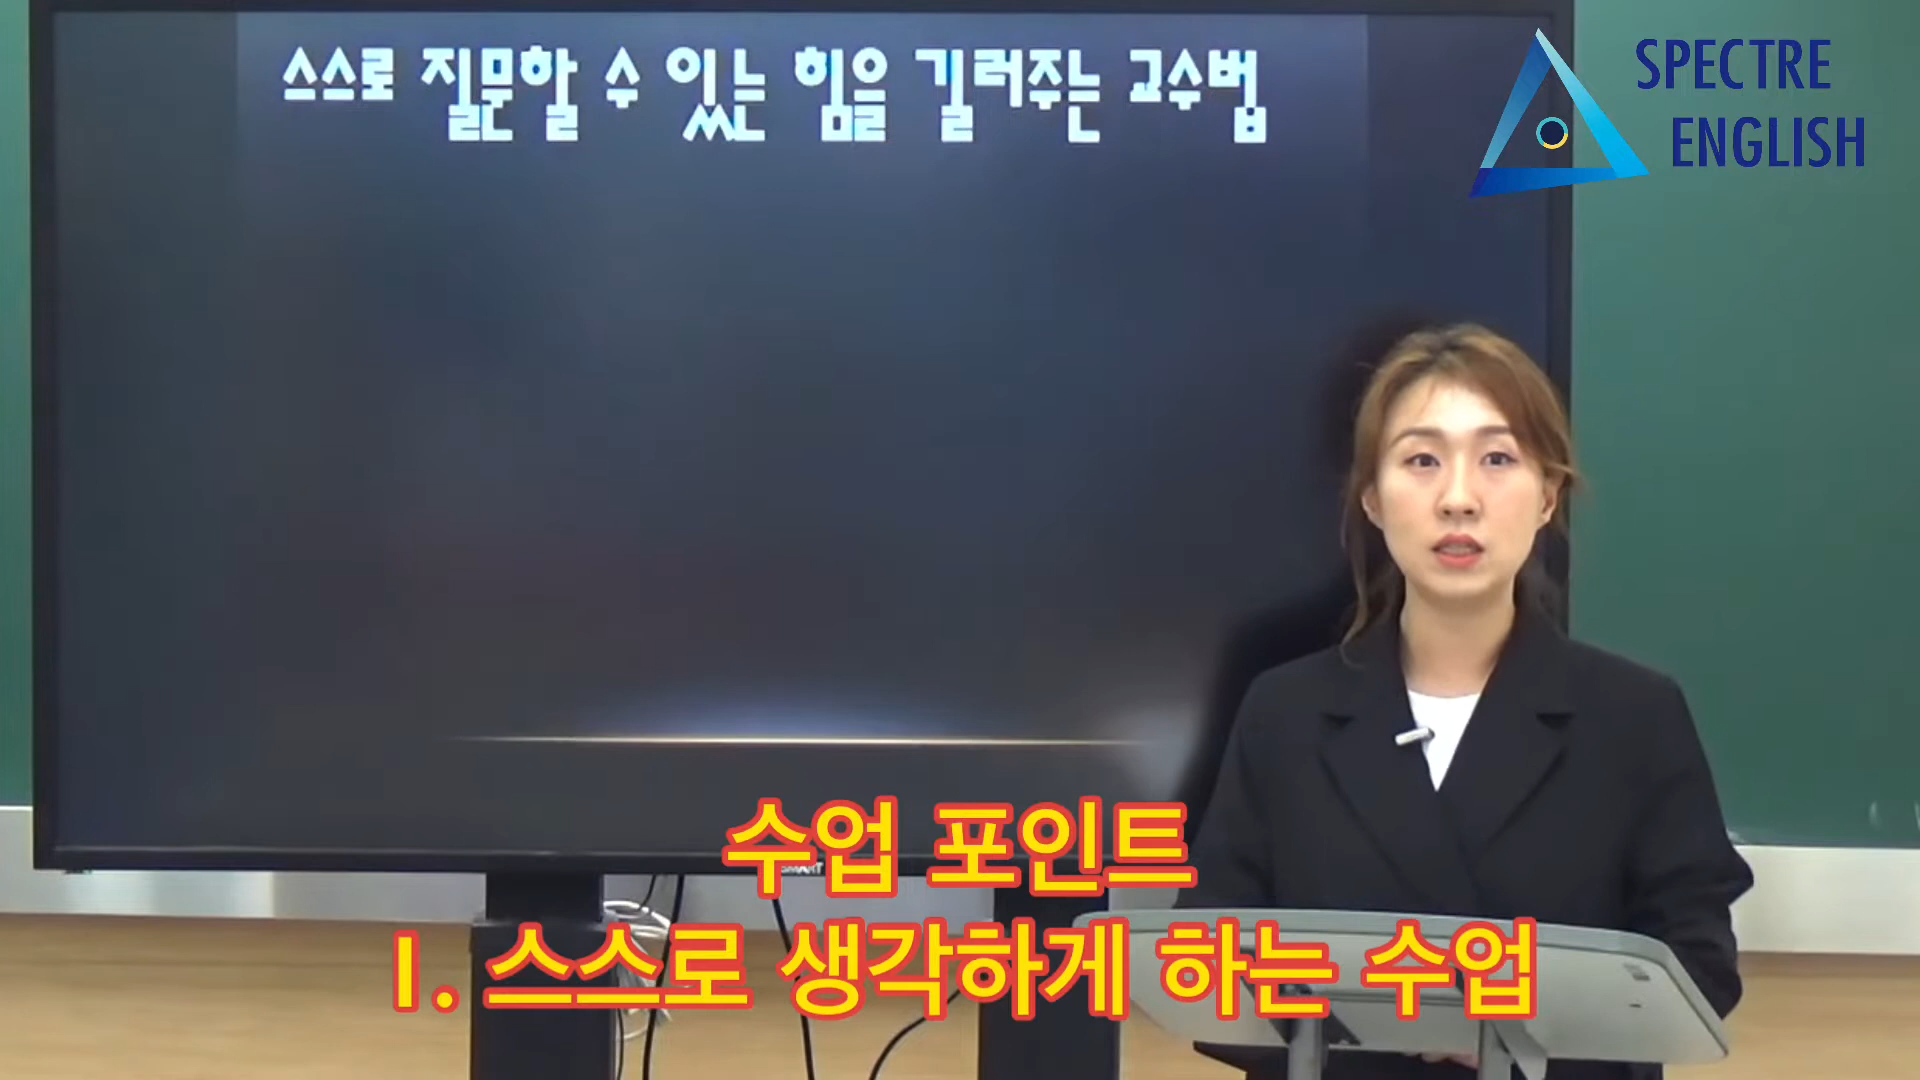 스스로 질문할 수 있는 힘을 길러주는 교수법
SPECTRE
ENGLISH
수업 포인트
SMART
1. 스스로 생각하게 하는 수업